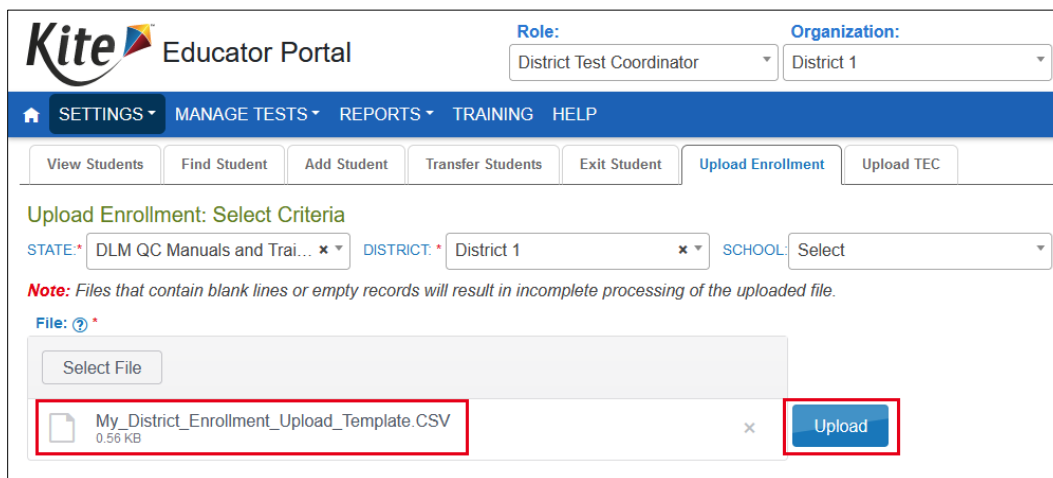 Kite Educator Portal
Role:
District Test Coordinator
Organization:
District 1
SETTINGS MANAGE TESTS REPORTS TRAINING HELP
View Students Find Student Add Student Transfer Students Exit Student Upload Enrollment Upload TEC
Upload Enrollment: Select Criteria
STATE:* DLM QC Manuals and Trai... × DISTRICT: * District 1 × SCHOOL: Select
Note: Files that contain blank lines or empty records will result in incomplete processing of the uploaded file.
File: ? *
Select File
My_District_Enrollment_Upload_Template.CSV
0.56 KB
× Upload